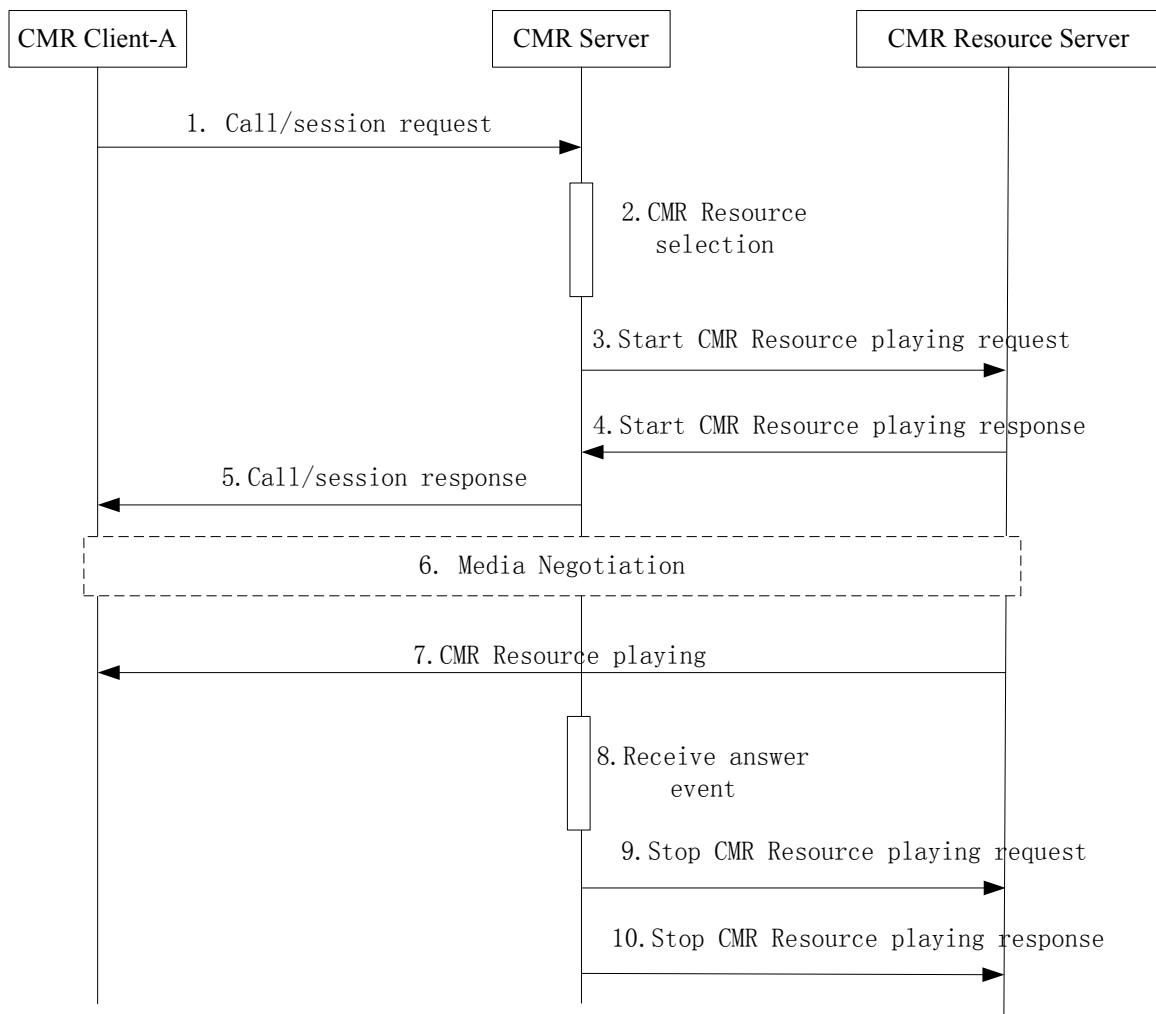 CMR Client-A
CMR Server
CMR Resource Server
1. Call/session request
2.CMR Resource
selection
3.Start CMR Resource playing request
4.Start CMR Resource playing response
5.Call/session response
6. Media Negotiation
7.CMR Resource playing
8.Receive answer
event
9.Stop CMR Resource playing request
10.Stop CMR Resource playing response